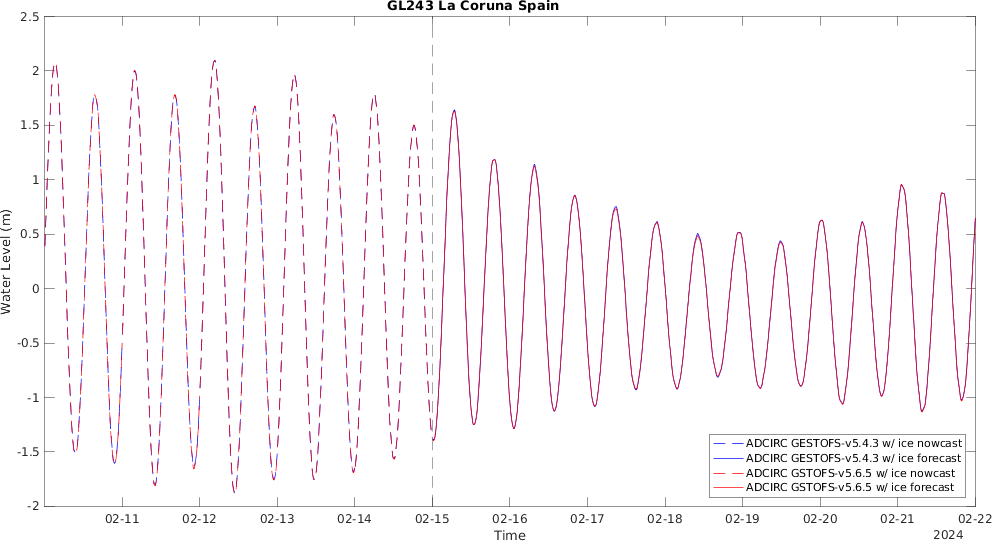 GL243 La Coruna Spain
2.5
2
1.5
1
0.5
0
-0.5
-1
-1.5
-2
Water Level (m)
02-11 02-12 02-13 02-14 02-15 02-16 02-17 02-18 02-19 02-20 02-21 02-22
Time
2024
ADCIRC GESTOFS-v5.4.3 w/ ice nowcast
ADCIRC GESTOFS-v5.4.3 w/ ice forecast
ADCIRC GSTOFS-v5.6.5 w/ ice nowcast
ADCIRC GSTOFS-v5.6.5 w/ ice forecast